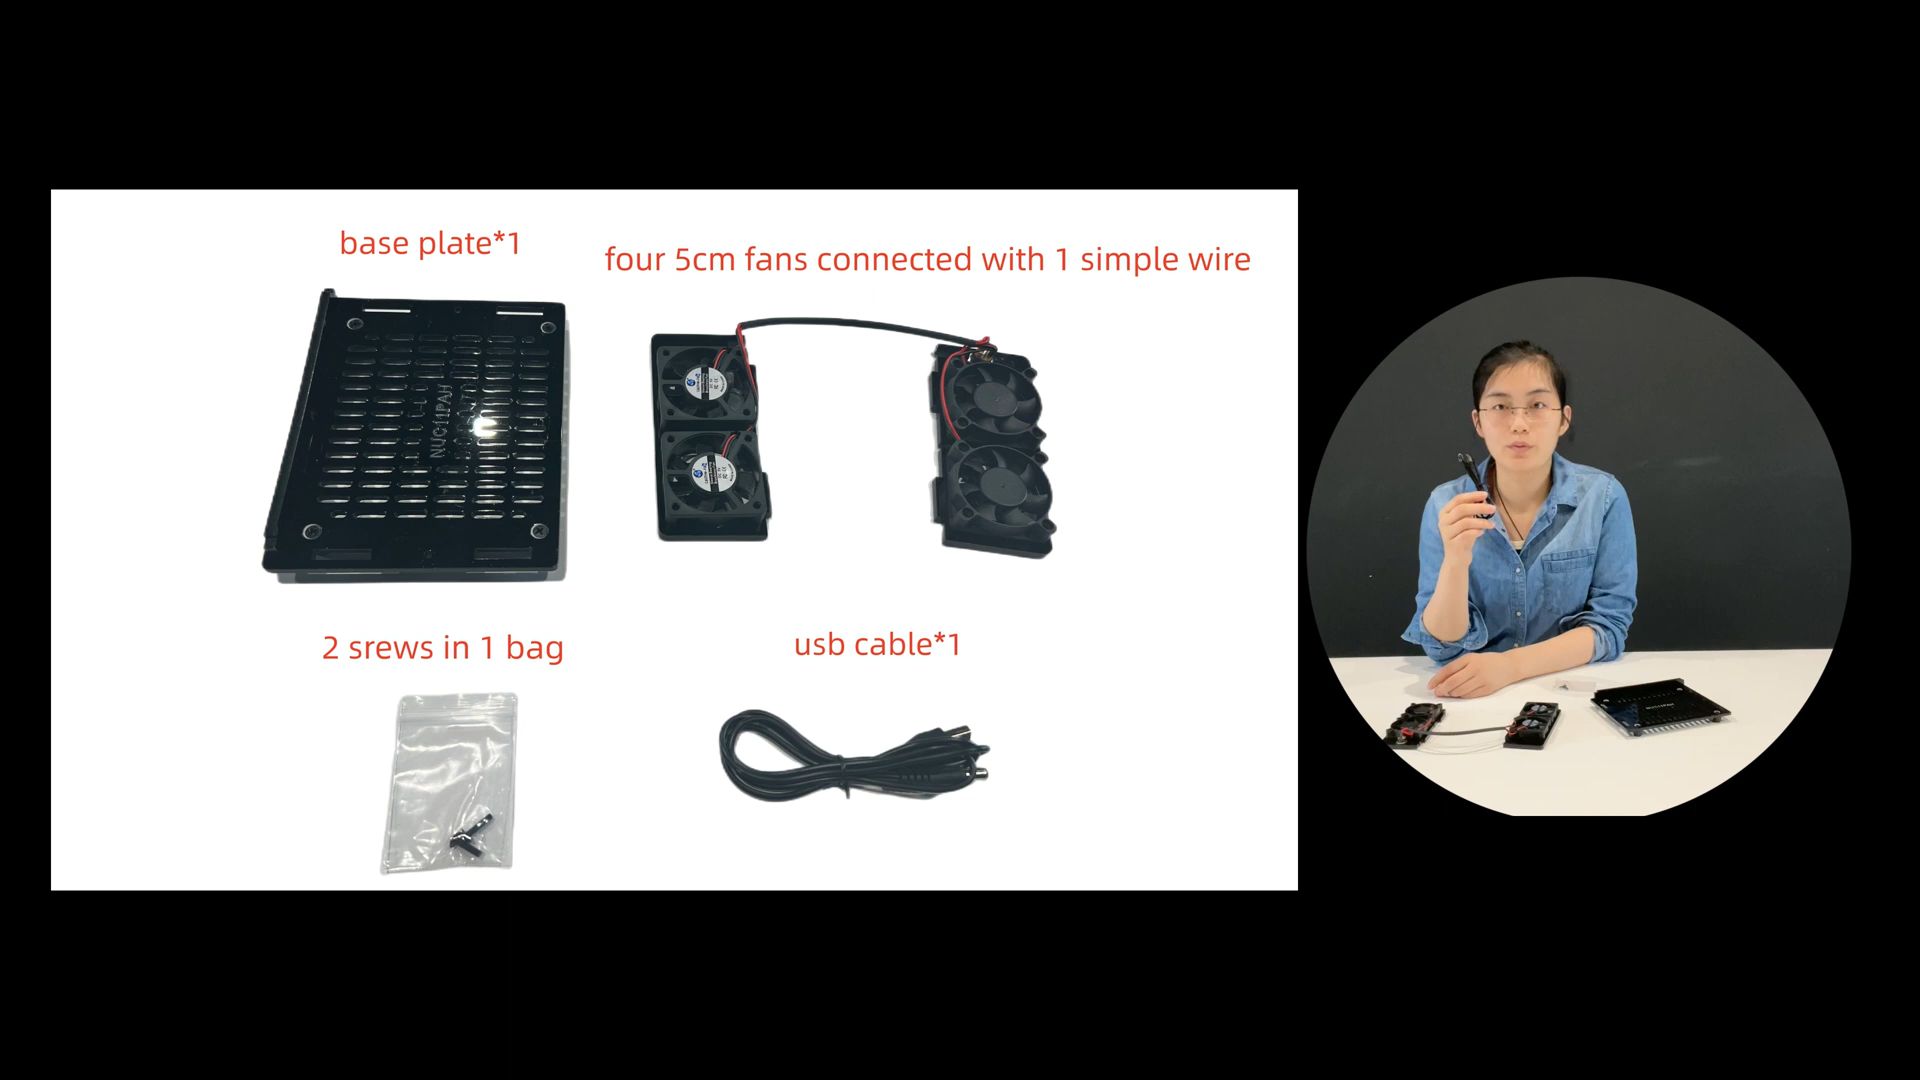 base plate*1
four 5cm fans connected with 1 simple wire
NUC11PAH
2 srews in 1 bag
usb cable*1
NUC11PAH